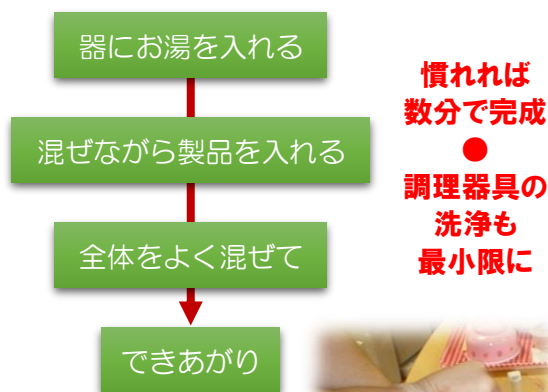 器にお湯を入れる
混ぜながら製品を入れる
全体をよく混ぜて
できあがり
慣れれば
数分で完成
●
調理器具の
洗浄も
最小限に